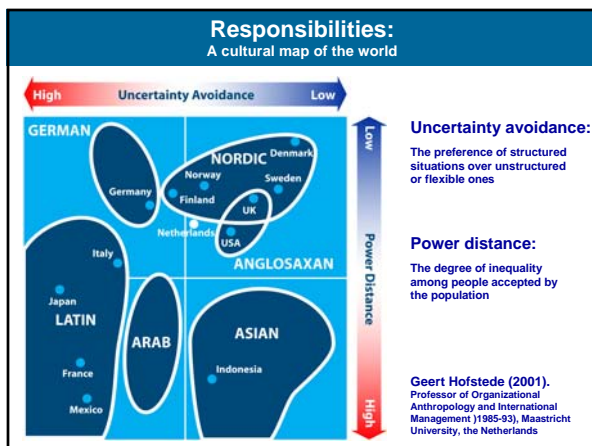 Responsibilities:
A cultural map of the world
High Uncertainty Avoidance Low
GERMAN
NORDIC
Denmark
Norway
Sweden
Germany
Finland
UK
Netherlands
USA
ANGLOSAXAN
Italy
Japan
LATIN
ARAB
ASIAN
France
Indonesia
Mexico
Low
Power Distance
High
Uncertainty avoidance:
The preference of structured
situations over unstructured
or flexible ones
Power distance:
The degree of inequality
among people accepted by
the population
Geert Hofstede (2001).
Professor of Organizational
Anthropology and International
Management )1985-93), Maastricht
University, the Netherlands